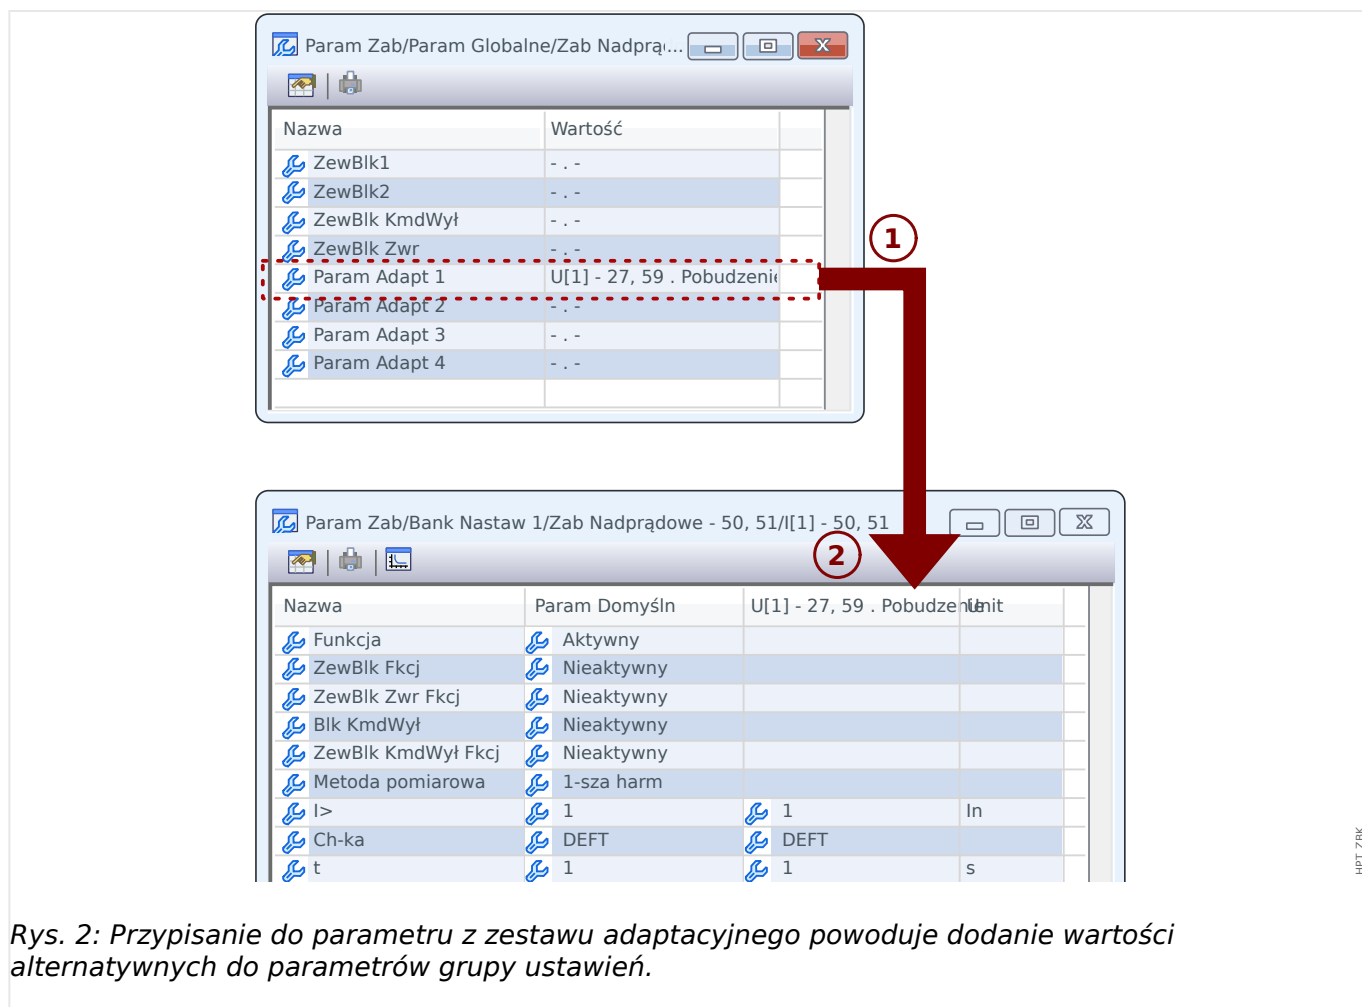 Param Zab/Param Globalne/Zab Nadprą...
Nazwa Wartość
ZewBlk1 - . -
ZewBlk2 - . -
ZewBlk KmdWył - . -
ZewBlk Zwr - . -
Param Adapt 1 U[1] - 27, 59 . Pobudzenie
Param Adapt 2 - . -
Param Adapt 3 - . -
Param Adapt 4 - . -
1
Param Zab/Bank Nastaw 1/Zab Nadprądowe - 50, 51/I[1] - 50, 51
2
Nazwa Param Domyśln U[1] - 27, 59 . Pobudzenie Unit
Funkcja Aktywny
ZewBlk Fkcj Nieaktywny
ZewBlk Zwr Fkcj Nieaktywny
Blk KmdWył Nieaktywny
ZewBlk KmdWył Fkcj Nieaktywny
Metoda pomiarowa 1-sza harm
I> 1 1 In
Ch-ka DEFT DEFT
t 1 1 s
HPT_ZBK
Rys. 2: Przypisanie do parametru z zestawu adaptacyjnego powoduje dodanie wartości
alternatywnych do parametrów grupy ustawień.